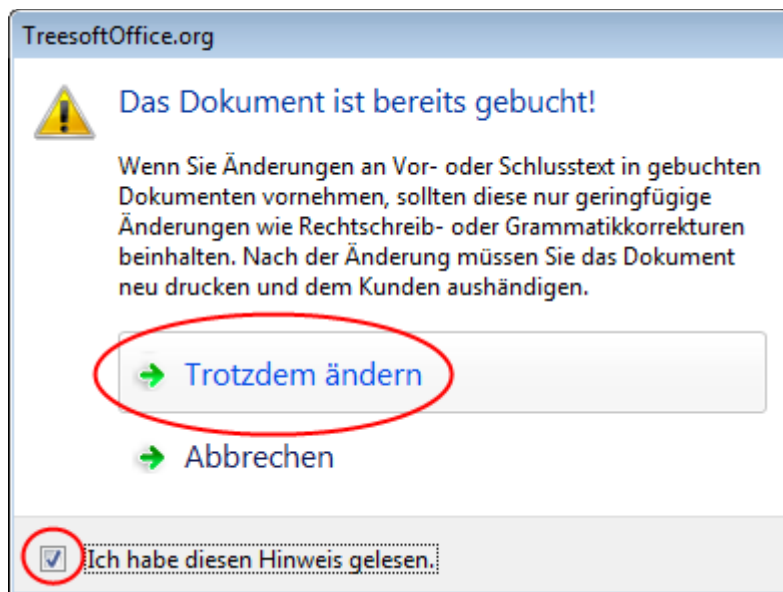 TreesoftOffice.org
Das Dokument ist bereits gebucht!
Wenn Sie Änderungen an Vor- oder Schlusstext in gebuchten
Dokumenten vornehmen, sollten diese nur geringfügige
Änderungen wie Rechtschreib- oder Grammatikkorrekturen
beinhalten. Nach der Änderung müssen Sie das Dokument
neu drucken und dem Kunden aushändigen.
Trotzdem ändern
Abbrechen
Ich habe diesen Hinweis gelesen.